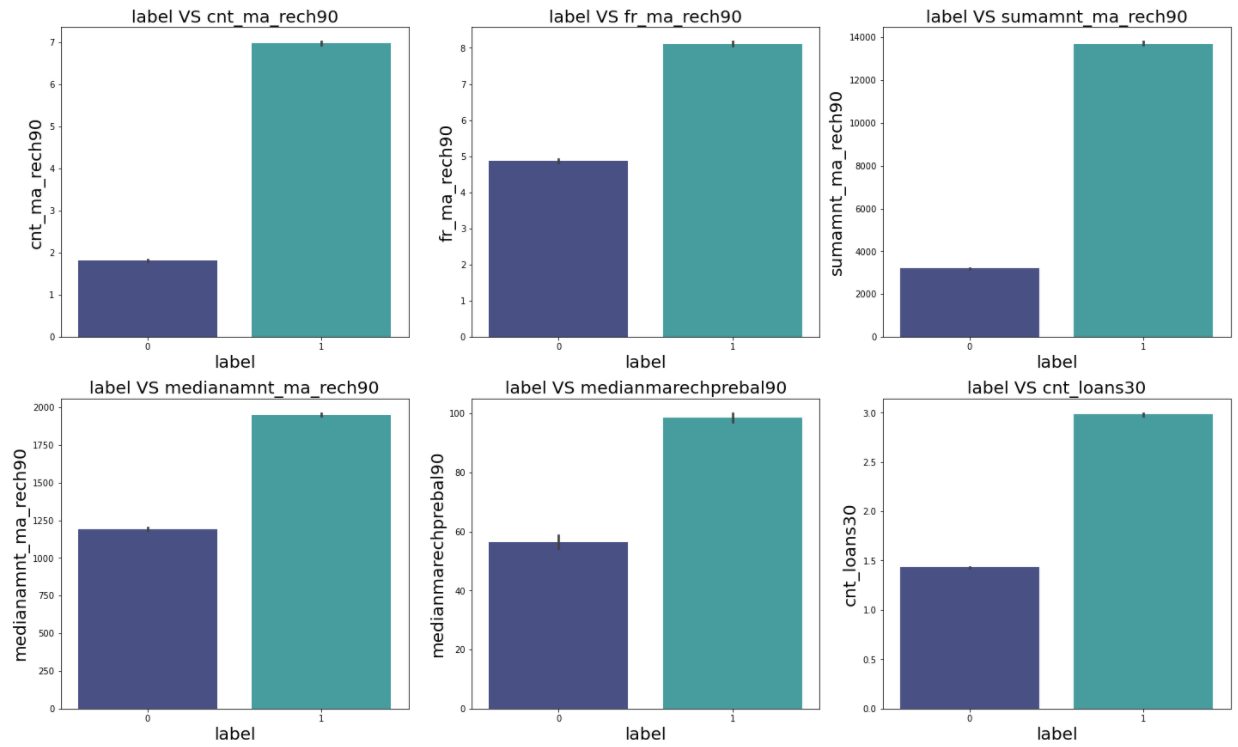 label VS cnt_ma_rech90
cnt_ma_rech90
7
6
5
4
3
2
1
0
0 1
label
label VS fr_ma_rech90
fr_ma_rech90
8
7
6
5
4
3
2
1
0
0 1
label
label VS sumamnt_ma_rech90
sumamnt_ma_rech90
14000
12000
10000
8000
6000
4000
2000
0
0 1
label
label VS medianamnt_ma_rech90
medianamnt_ma_rech90
2000
1750
1500
1250
1000
750
500
250
0
0 1
label
label VS medianmarechprebal90
medianmarechprebal90
100
80
60
40
20
0
0 1
label
label VS cnt_loans30
cnt_loans30
3.0
2.5
2.0
1.5
1.0
0.5
0.0
0 1
label